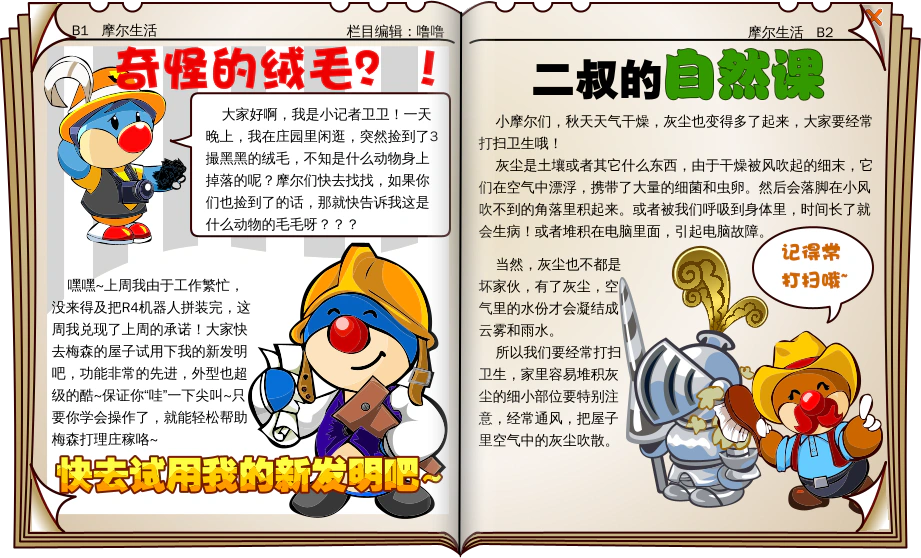 B1 摩尔生活
栏目编辑：噜噜
奇怪的绒毛？！
大家好啊，我是小记者卫卫！一天
晚上，我在庄园里闲逛，突然捡到了3
撮黑黑的绒毛，不知是什么动物身上
掉落的呢？摩尔们快去找找，如果你
们也捡到了的话，那就快告诉我这是
什么动物的毛毛呀？？？
嘿嘿~上周我由于工作繁忙，
没来得及把R4机器人拼装完，这
周我兑现了上周的承诺！大家快
去梅森的屋子试用下我的新发明
吧，功能非常的先进，外型也超
级的酷~保证你“哇”一下尖叫~只
要你学会操作了，就能轻松帮助
梅森打理庄稼咯~
快去试用我的新发明吧~
摩尔生活 B2
二叔的自然课
小摩尔们，秋天天气干燥，灰尘也变得多了起来，大家要经常
打扫卫生哦！
灰尘是土壤或者其它什么东西，由于干燥被风吹起的细末，它
们在空气中漂浮，携带了大量的细菌和虫卵。然后会落脚在小风
吹不到的角落里积起来。或者被我们呼吸到身体里，时间长了就
会生病！或者堆积在电脑里面，引起电脑故障。
记得常
打扫哦~
当然，灰尘也不都是
坏家伙，有了灰尘，空
气里的水份才会凝结成
云雾和雨水。
所以我们要经常打扫
卫生，家里容易堆积灰
尘的细小部位要特别注
意，经常通风，把屋子
里空气中的灰尘吹散。